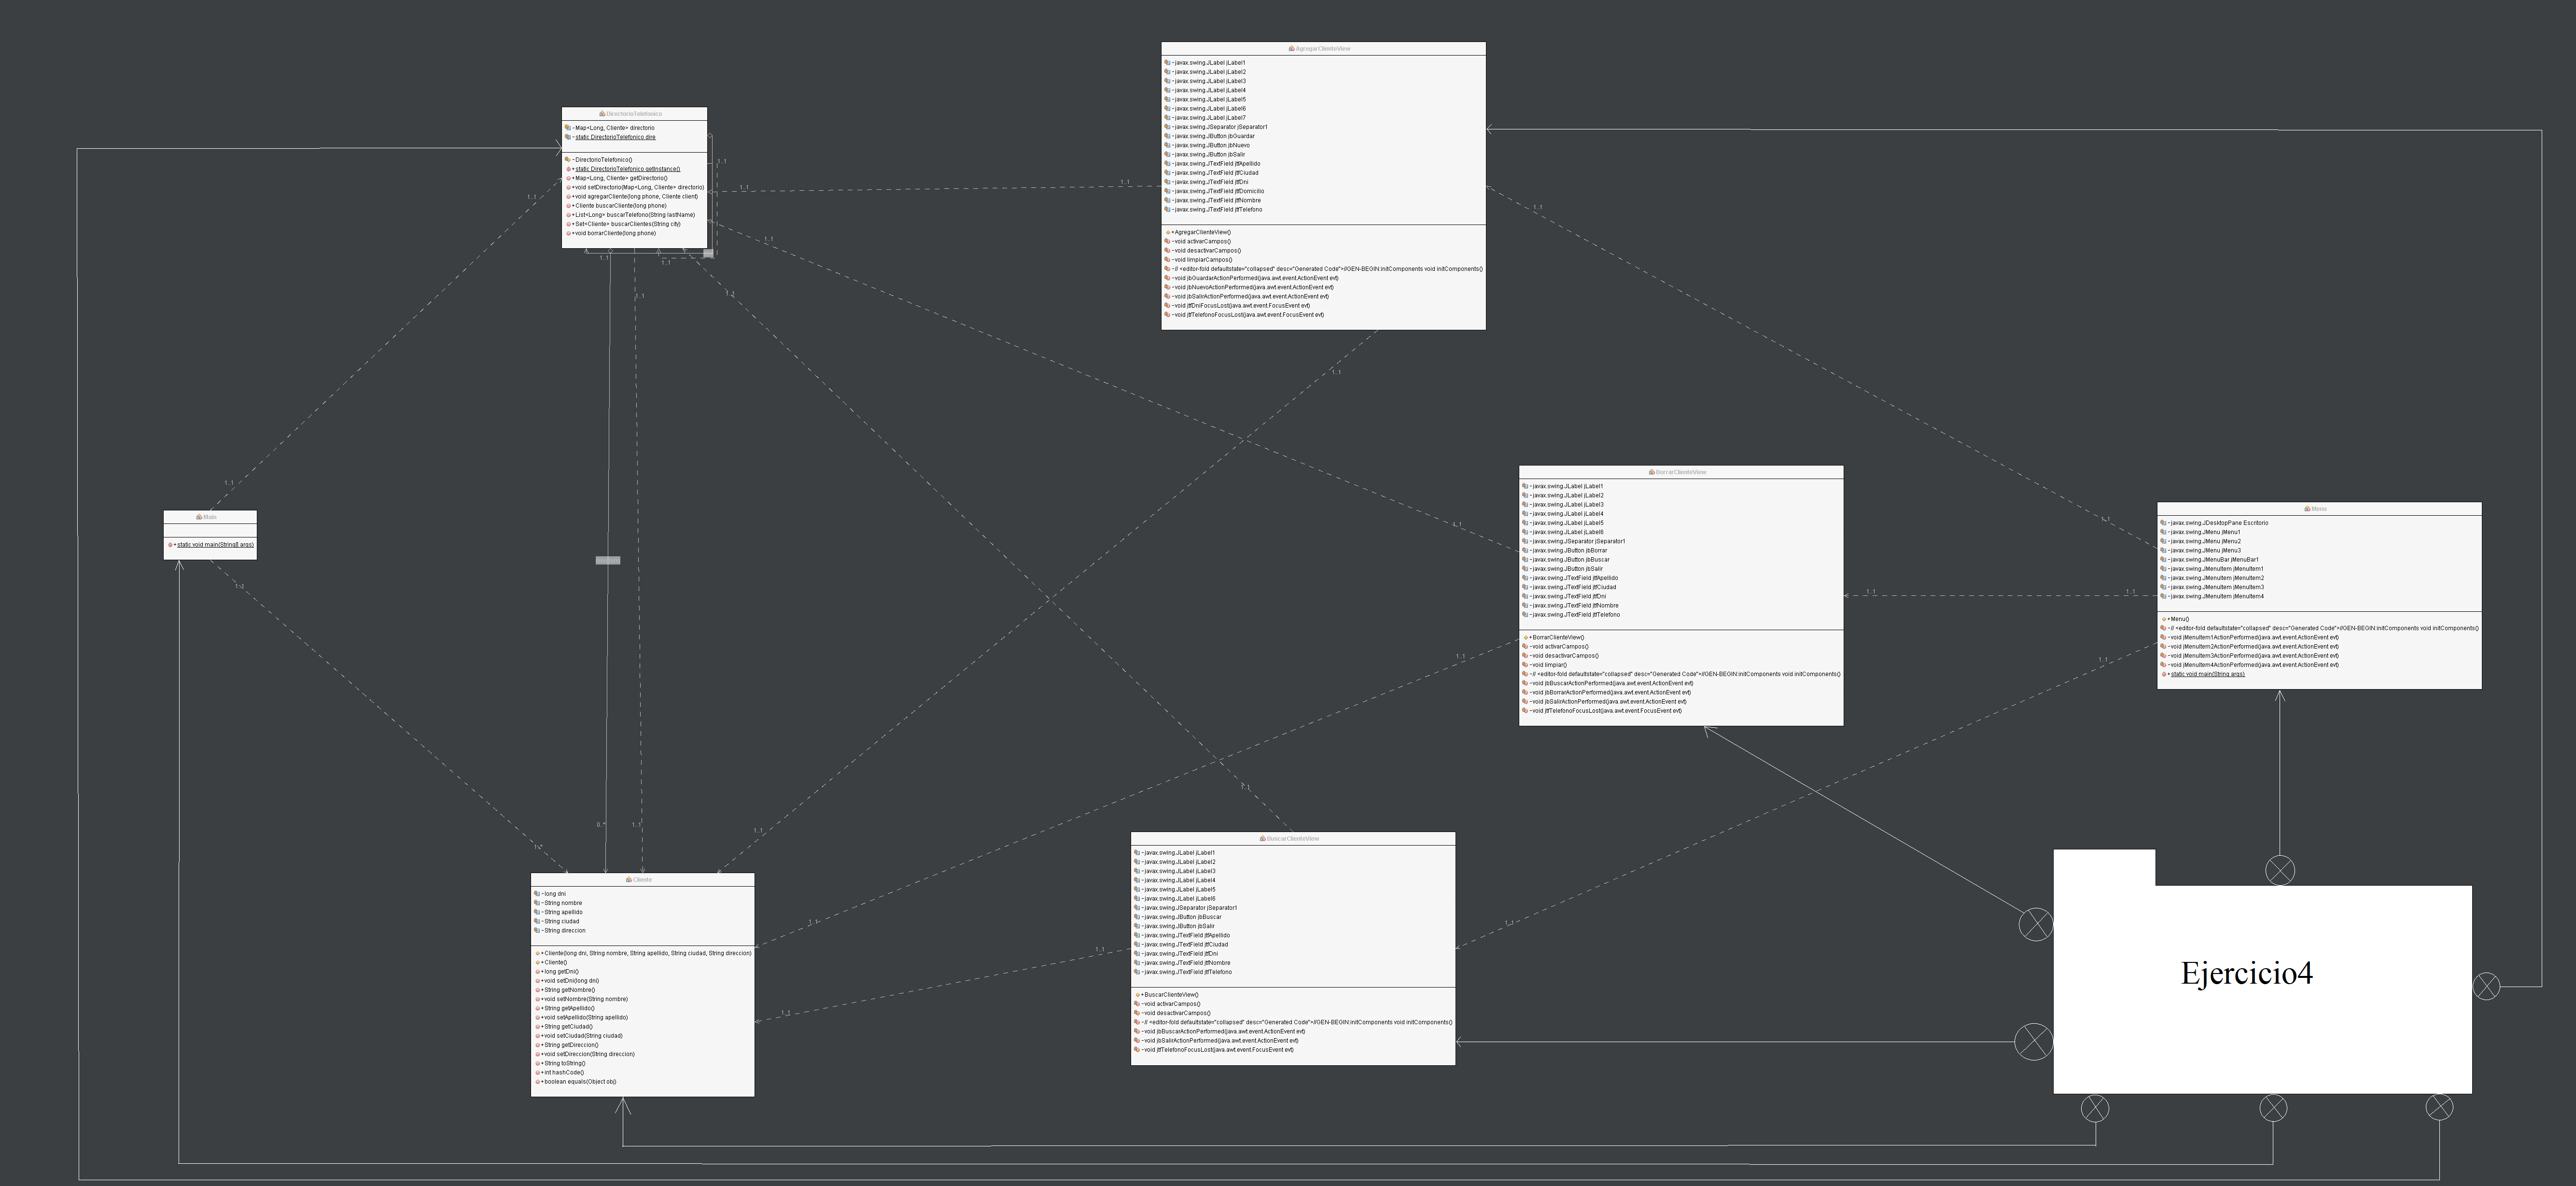 AgregarClienteView
-javax.swing.JLabel jLabel1
-javax.swing.JLabel jLabel2
-javax.swing.JLabel jLabel3
-javax.swing.JLabel jLabel4
-javax.swing.JLabel jLabel5
-javax.swing.JLabel jLabel6
-javax.swing.JLabel jLabel7
-javax.swing.JSeparator jSeparator1
-javax.swing.JButton jbGuardar
-javax.swing.JButton jbNuevo
-javax.swing.JButton jbSalir
-javax.swing.JTextField jtfApellido
-javax.swing.JTextField jtfCiudad
-javax.swing.JTextField jtfDni
-javax.swing.JTextField jtfDomicilio
-javax.swing.JTextField jtfNombre
-javax.swing.JTextField jtfTelefono
+AgregarClienteView()
-void activarCampos()
-void desactivarCampos()
-void limpiarCampos()
-// <editor-fold defaultstate="collapsed" desc="Generated Code">//GEN-BEGIN:initComponents void initComponents()
-void jbGuardarActionPerformed(java.awt.event.ActionEvent evt)
-void jbNuevoActionPerformed(java.awt.event.ActionEvent evt)
-void jbSalirActionPerformed(java.awt.event.ActionEvent evt)
-void jtfDniFocusLost(java.awt.event.FocusEvent evt)
-void jtfTelefonoFocusLost(java.awt.event.FocusEvent evt)
DirectorioTelefonico
-Map<Long, Cliente> directorio
-static DirectorioTelefonico dire
-DirectorioTelefonico()
+static DirectorioTelefonico getInstance()
+Map<Long, Cliente> getDirectorio()
+void setDirectorio(Map<Long, Cliente> directorio)
+void agregarCliente(long phone, Cliente client)
+Cliente buscarCliente(long phone)
+List<Long> buscarTelefono(String lastName)
+Set<Cliente> buscarClientes(String city)
+void borrarCliente(long phone)
1..1
1..1
1..1
1..1
1..1
1..1
1..1
1..1
1..1
1..1
1..1
1..1
BorrarClienteView
-javax.swing.JLabel jLabel1
-javax.swing.JLabel jLabel2
-javax.swing.JLabel jLabel3
-javax.swing.JLabel jLabel4
-javax.swing.JLabel jLabel5
-javax.swing.JLabel jLabel6
-javax.swing.JSeparator jSeparator1
-javax.swing.JButton jbBorrar
-javax.swing.JButton jbBuscar
-javax.swing.JButton jbSalir
-javax.swing.JTextField jtfApellido
-javax.swing.JTextField jtfCiudad
-javax.swing.JTextField jtfDni
-javax.swing.JTextField jtfNombre
-javax.swing.JTextField jtfTelefono
+BorrarClienteView()
-void activarCampos()
-void desactivarCampos()
-void limpiar()
-// <editor-fold defaultstate="collapsed" desc="Generated Code">//GEN-BEGIN:initComponents void initComponents()
-void jbBuscarActionPerformed(java.awt.event.ActionEvent evt)
-void jbBorrarActionPerformed(java.awt.event.ActionEvent evt)
-void jbSalirActionPerformed(java.awt.event.ActionEvent evt)
-void jtfTelefonoFocusLost(java.awt.event.FocusEvent evt)
Menu
-javax.swing.JDesktopPane Escritorio
-javax.swing.JMenu jMenu1
-javax.swing.JMenu jMenu2
-javax.swing.JMenu jMenu3
-javax.swing.JMenuBar jMenuBar1
-javax.swing.JMenuItem jMenuItem1
-javax.swing.JMenuItem jMenuItem2
-javax.swing.JMenuItem jMenuItem3
-javax.swing.JMenuItem jMenuItem4
+Menu()
-// <editor-fold defaultstate="collapsed" desc="Generated Code">//GEN-BEGIN:initComponents void initComponents()
-void jMenuItem1ActionPerformed(java.awt.event.ActionEvent evt)
-void jMenuItem2ActionPerformed(java.awt.event.ActionEvent evt)
-void jMenuItem3ActionPerformed(java.awt.event.ActionEvent evt)
-void jMenuItem4ActionPerformed(java.awt.event.ActionEvent evt)
+static void main(String args)
Main
+static void main(String[] args)
1..1
1..1
1..1
1..1
1..1
1..1
1..1
1..1
1..1
0..*
1..1
1..1
1..*
1..1
1..1
1..1
1..1
Cliente
-long dni
-String nombre
-String apellido
-String ciudad
-String direccion
+Cliente(long dni, String nombre, String apellido, String ciudad, String direccion)
+Cliente()
+long getDni()
+void setDni(long dni)
+String getNombre()
+void setNombre(String nombre)
+String getApellido()
+void setApellido(String apellido)
+String getCiudad()
+void setCiudad(String ciudad)
+String getDireccion()
+void setDireccion(String direccion)
+String toString()
+int hashCode()
+boolean equals(Object obj)
BuscarClienteView
-javax.swing.JLabel jLabel1
-javax.swing.JLabel jLabel2
-javax.swing.JLabel jLabel3
-javax.swing.JLabel jLabel4
-javax.swing.JLabel jLabel5
-javax.swing.JLabel jLabel6
-javax.swing.JSeparator jSeparator1
-javax.swing.JButton jbBuscar
-javax.swing.JButton jbSalir
-javax.swing.JTextField jtfApellido
-javax.swing.JTextField jtfCiudad
-javax.swing.JTextField jtfDni
-javax.swing.JTextField jtfNombre
-javax.swing.JTextField jtfTelefono
+BuscarClienteView()
-void activarCampos()
-void desactivarCampos()
-// <editor-fold defaultstate="collapsed" desc="Generated Code">//GEN-BEGIN:initComponents void initComponents()
-void jbBuscarActionPerformed(java.awt.event.ActionEvent evt)
-void jbSalirActionPerformed(java.awt.event.ActionEvent evt)
-void jtfTelefonoFocusLost(java.awt.event.FocusEvent evt)
Ejercicio4